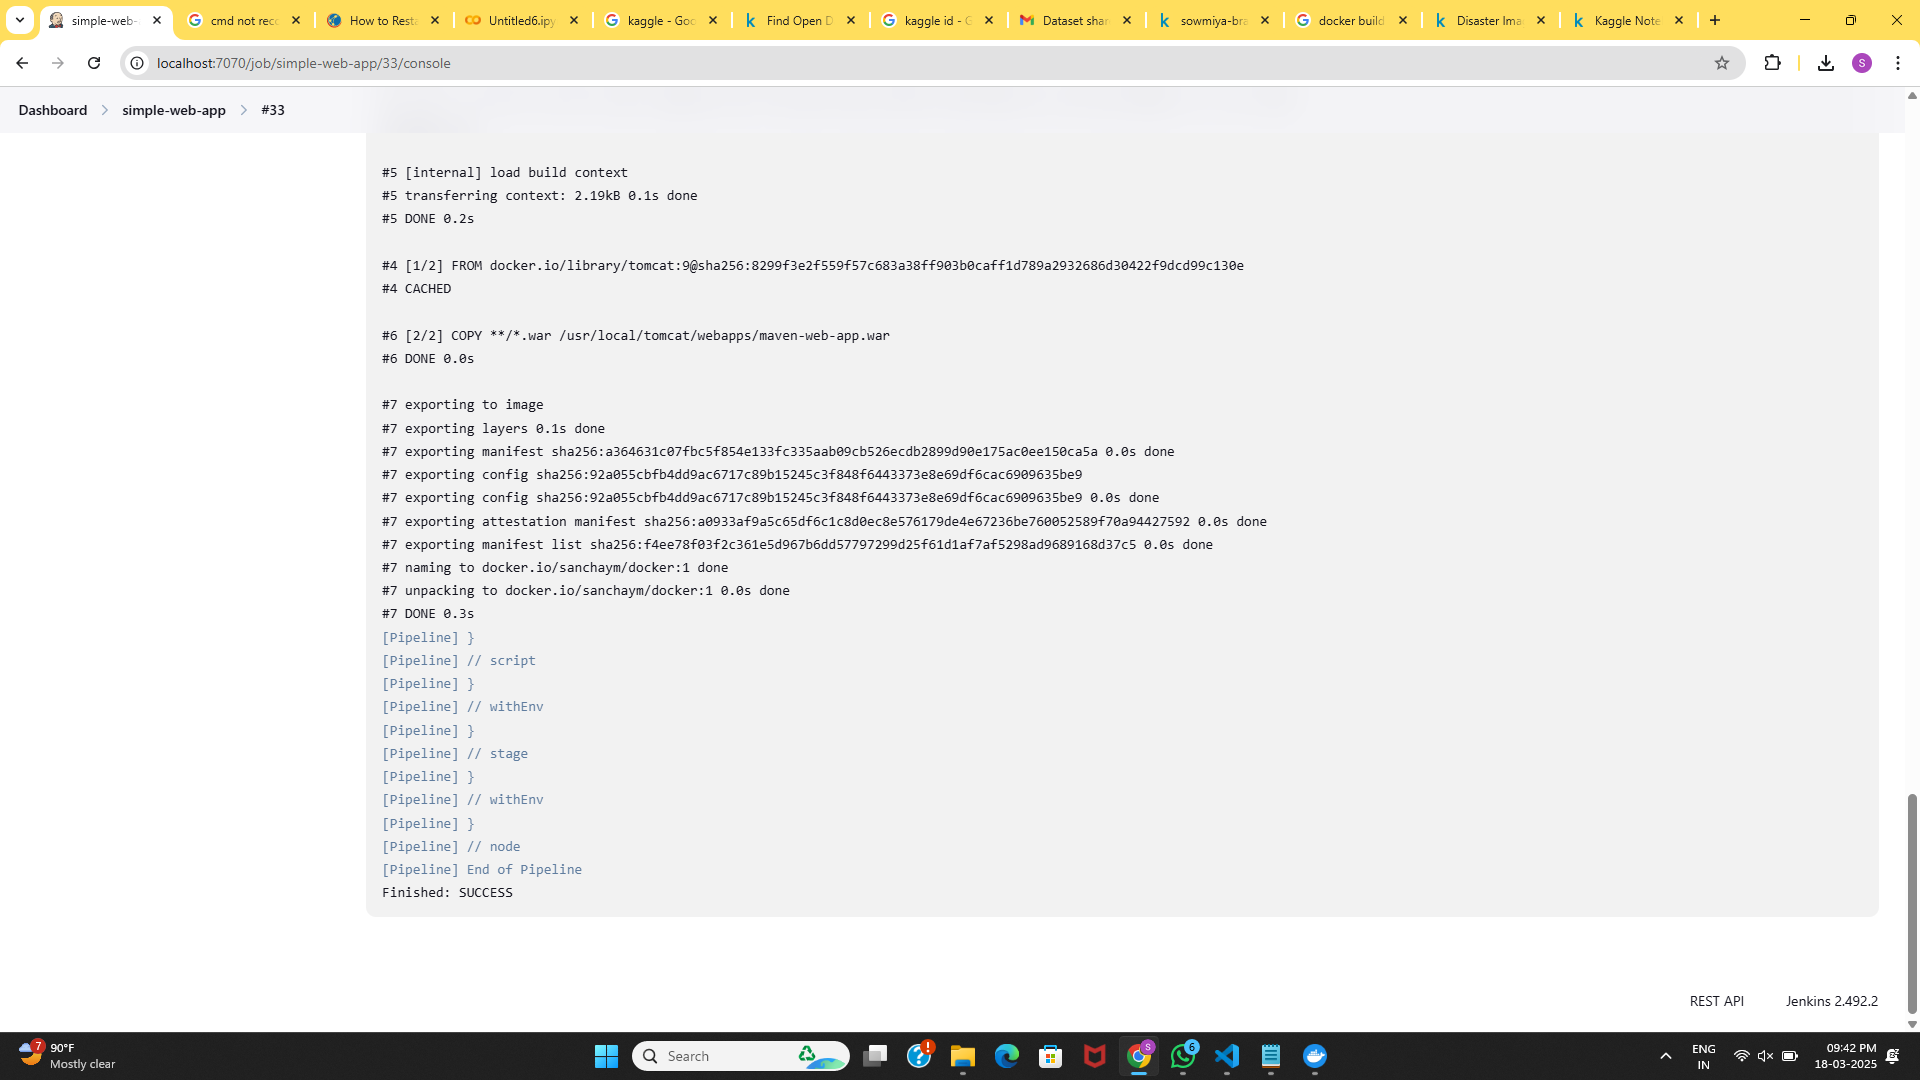 simple-web-
cmd not reco
How to Resta
Untitled6.ipy
kaggle - Goo
Find Open D
kaggle id - G
Dataset shar
sowmiya-bra
docker build
Disaster Ima
Kaggle Note
localhost:7070/job/simple-web-app/33/console
S
Dashboard
simple-web-app
#33
#5 [internal] load build context
#5 transferring context: 2.19kB 0.1s done
#5 DONE 0.2s
#4 [1/2] FROM docker.io/library/tomcat:9@sha256:8299f3e2f559f57c683a38ff903b0caff1d789a2932686d30422f9dcd99c130e
#4 CACHED
#6 [2/2] COPY **/*.war /usr/local/tomcat/webapps/maven-web-app.war
#6 DONE 0.0s
#7 exporting to image
#7 exporting layers 0.1s done
#7 exporting manifest sha256:a364631c07fbc5f854e133fc335aab09cb526ecdb2899d90e175ac0ee150ca5a 0.0s done
#7 exporting config sha256:92a055cbfb4dd9ac6717c89b15245c3f848f6443373e8e69df6cac6909635be9
#7 exporting config sha256:92a055cbfb4dd9ac6717c89b15245c3f848f6443373e8e69df6cac6909635be9 0.0s done
#7 exporting attestation manifest sha256:a0933af9a5c65df6c1c8d0ec8e576179de4e67236be760052589f70a94427592 0.0s done
#7 exporting manifest list sha256:f4ee78f03f2c361e5d967b6dd57797299d25f61d1af7af5298ad9689168d37c5 0.0s done
#7 naming to docker.io/sanchaym/docker:1 done
#7 unpacking to docker.io/sanchaym/docker:1 0.0s done
#7 DONE 0.3s
[Pipeline] }
[Pipeline] // script
[Pipeline] }
[Pipeline] // withEnv
[Pipeline] }
[Pipeline] // stage
[Pipeline] }
[Pipeline] // withEnv
[Pipeline] }
[Pipeline] // node
[Pipeline] End of Pipeline
Finished: SUCCESS
REST API
Jenkins 2.492.2
7
90°F
Mostly clear
Search
S
6
ENG
IN
09:42 PM
18-03-2025